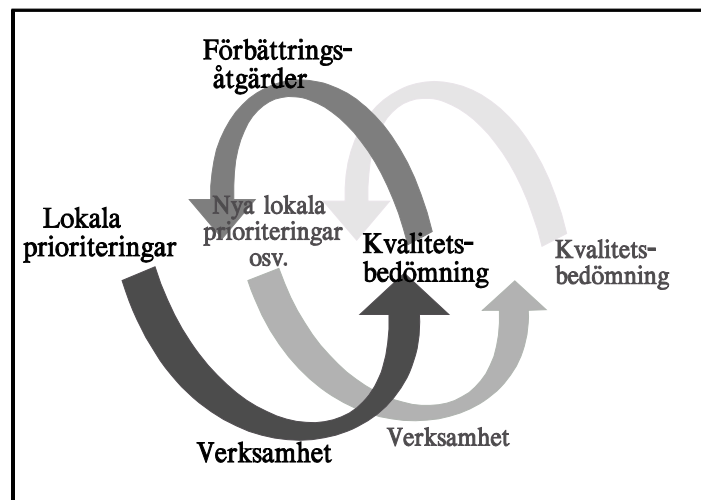 Förbättrings-
åtgärder
Lokala
prioriteringar
Nya lokala
prioriteringar
osv.
Kvalitets-
bedömning
Kvalitets-
bedömning
Verksamhet
Verksamhet